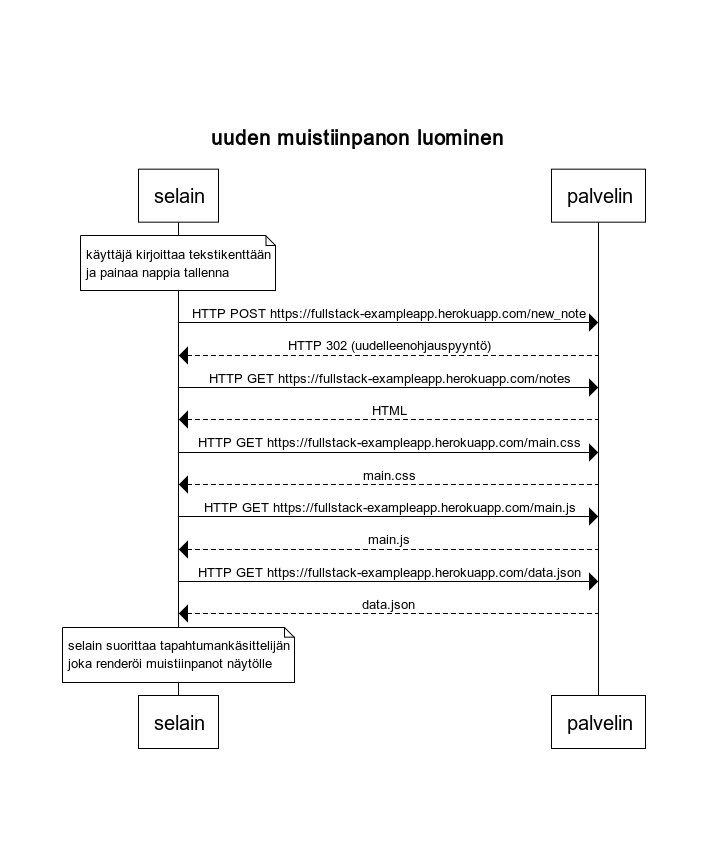 uuden muistiinpanon luominen
selain
palvelin
käyttäjä kirjoittaa tekstikenttään
ja painaa nappia tallenna
HTTP POST https://fullstack-exampleapp.herokuapp.com/new_note
HTTP 302 (uudelleenohjauspyyntö)
HTTP GET https://fullstack-exampleapp.herokuapp.com/notes
HTML
HTTP GET https://fullstack-exampleapp.herokuapp.com/main.css
main.css
HTTP GET https://fullstack-exampleapp.herokuapp.com/main.js
main.js
HTTP GET https://fullstack-exampleapp.herokuapp.com/data.json
data.json
selain suorittaa tapahtumankäsittelijän
joka renderöi muistiinpanot näytölle
selain
palvelin